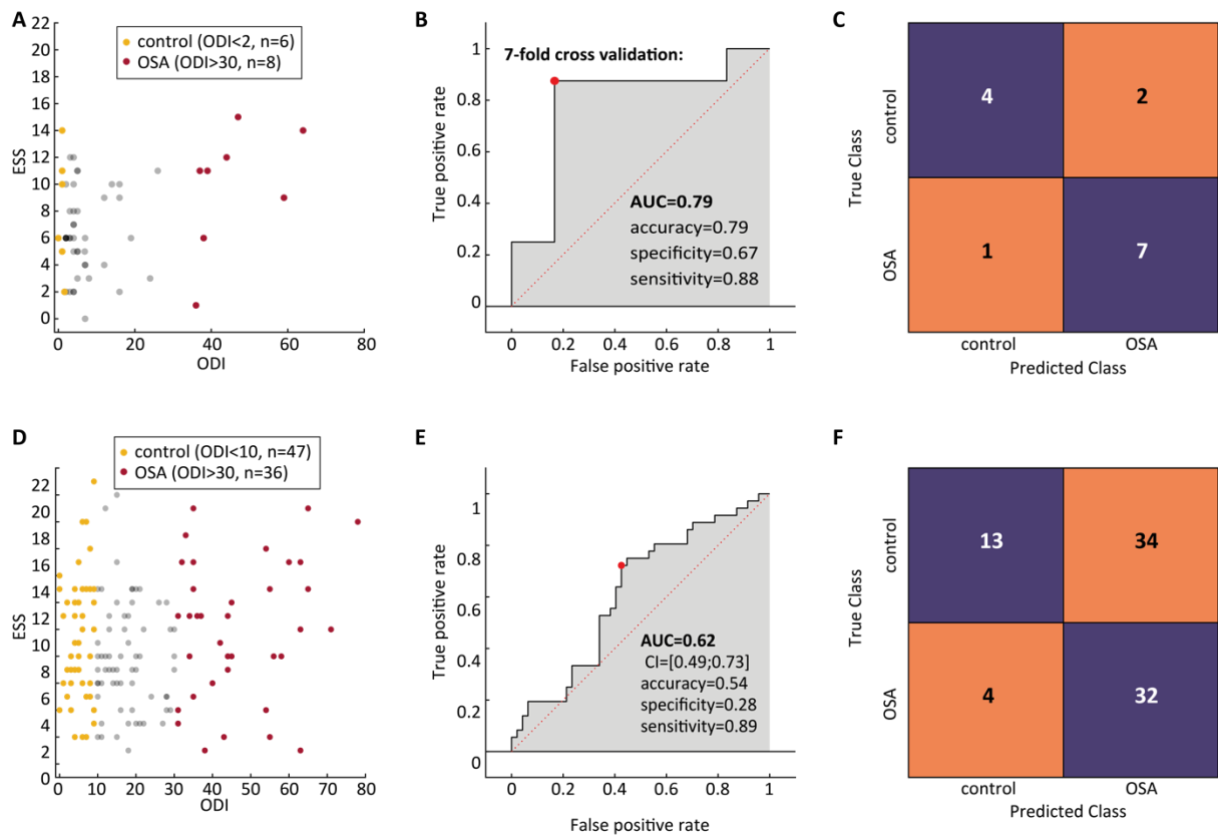 A
control (ODI<2, n=6)
OSA (ODI>30, n=8)
22
20
18
16
14
12
10
8
6
4
2
0
ESS
0
20
40
60
80
ODI
B
7-fold cross validation:
1
0.8
0.6
0.4
0.2
0
True positive rate
AUC=0.79
accuracy=0.79
specificity=0.67
sensitivity=0.88
0
0.2
0.4
0.6
0.8
1
False positive rate
C
control
OSA
True Class
4
2
1
7
control
OSA
Predicted Class
D
control (ODI<10, n=47)
OSA (ODI>30, n=36)
22
20
18
16
14
12
10
8
6
4
2
0
ESS
0
10
20
30
40
50
60
70
80
ODI
E
1
0.8
0.6
0.4
0.2
0
True positive rate
AUC=0.62
CI=[0.49;0.73]
accuracy=0.54
specificity=0.28
sensitivity=0.89
0
0.2
0.4
0.6
0.8
1
False positive rate
F
control
OSA
True Class
13
34
4
32
control
OSA
Predicted Class